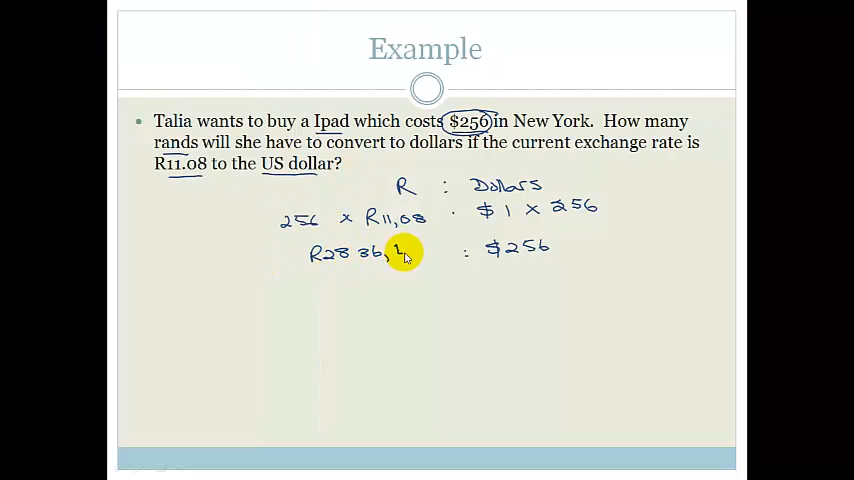 Example
• Talia wants to buy a Ipad which costs $256 in New York. How many
rands will she have to convert to dollars if the current exchange rate is
R11.08 to the US dollar?
R : Dollars
256 × R11,08 : $1 × 256
R2836, : $256